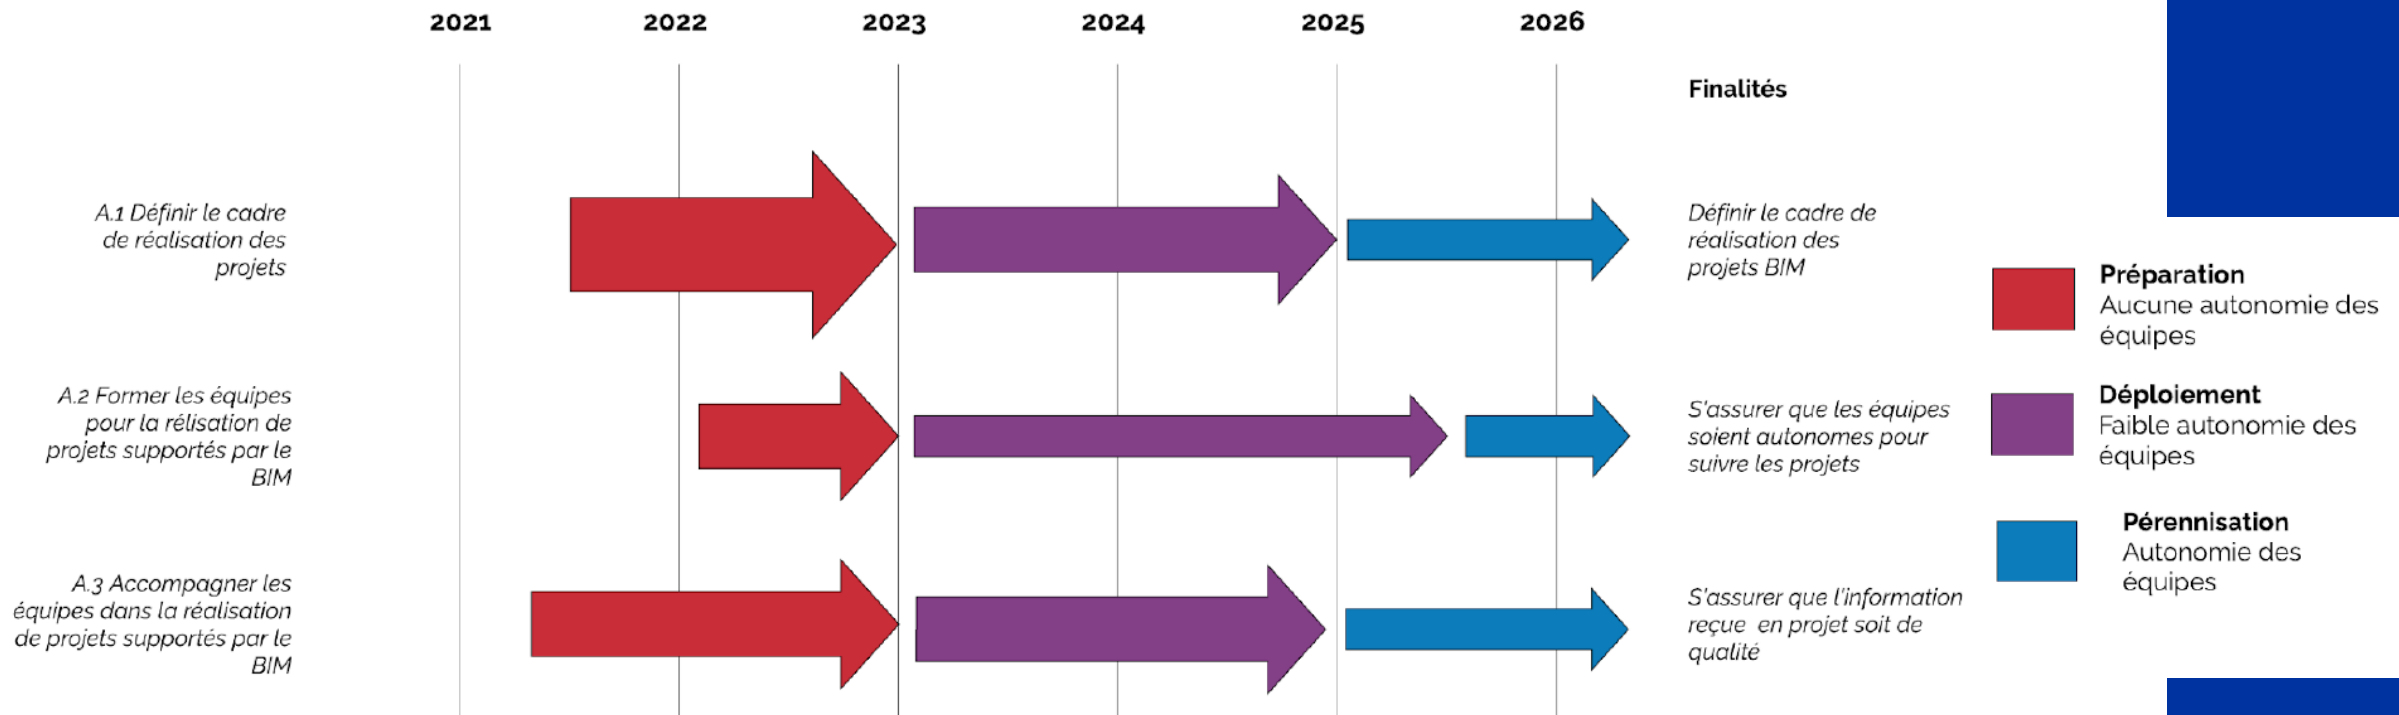 2021 2022 2023 2024 2025 2026
Finalités
A.1 Définir le cadre
de réalisation des
projets
Définir le cadre de
réalisation des
projets BIM
A.2 Former les équipes
pour la rélisation de
projets supportés par le
BIM
S'assurer que les équipes
soient autonomes pour
suivre les projets
A.3 Accompagner les
équipes dans la réalisation
de projets supportés par le
BIM
S'assurer que l'information
reçue en projet soit de
qualité
Préparation
Aucune autonomie des
équipes
Déploiement
Faible autonomie des
équipes
Pérennisation
Autonomie des
équipes